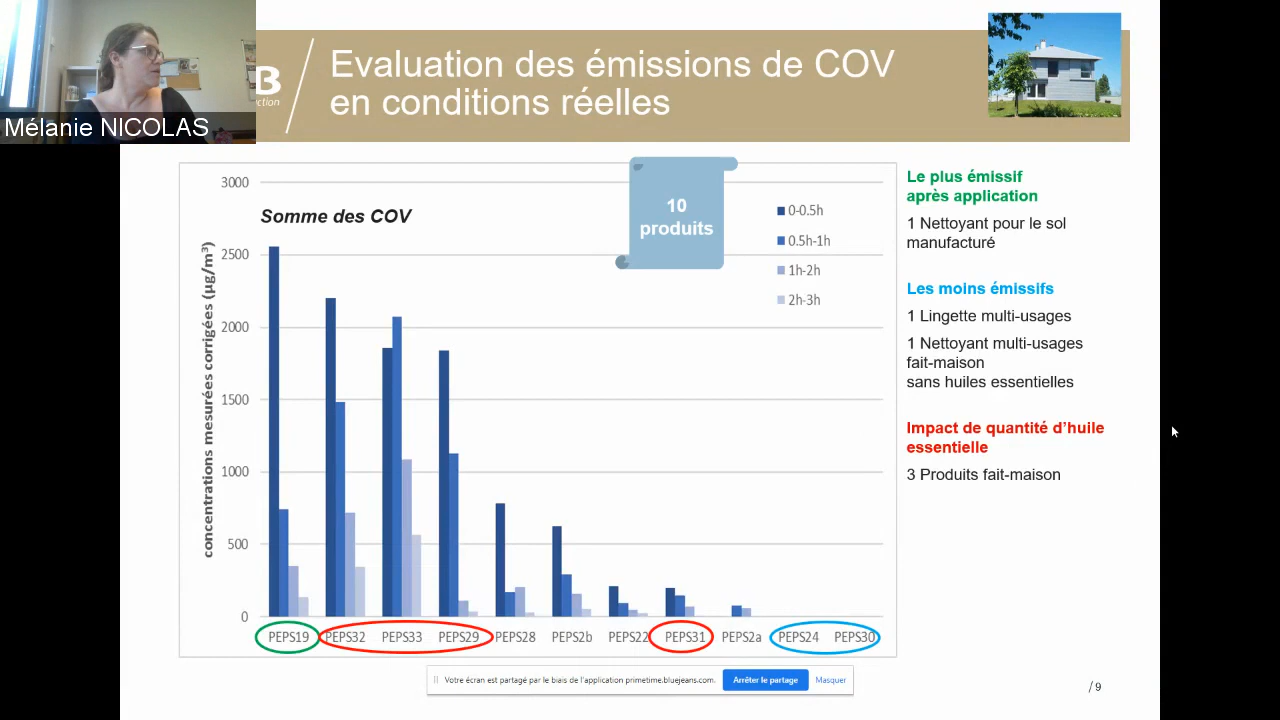 B
ction
Mélanie NICOLAS
Evaluation des émissions de COV
en conditions réelles
3000
2500
2000
1500
1000
500
0
concentrations mesurées corrigées (µg/m³)
Somme des COV
10
produits
0-0.5h
0.5h-1h
1h-2h
2h-3h
PEPS19 PEPS32 PEPS33 PEPS29 PEPS28 PEPS2b PEPS22 PEPS31 PEPS2a PEPS24 PEPS30
Le plus émissif
après application
1 Nettoyant pour le sol
manufacturé
Les moins émissifs
1 Lingette multi-usages
1 Nettoyant multi-usages
fait-maison
sans huiles essentielles
Impact de quantité d'huile
essentielle
3 Produits fait-maison
Votre écran est partagé par le biais de l'application primetime.bluejeans.com. Arrêter le partage Masquer
/ 9